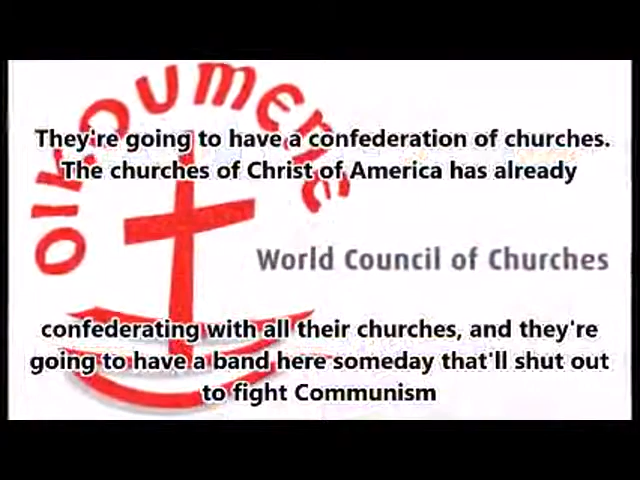 OIKOUMENE
They're going to have a confederation of churches.
The churches of Christ of America has already
World Council of Churches
confederating with all their churches, and they're
going to have a band here someday that'll shut out
to fight Communism